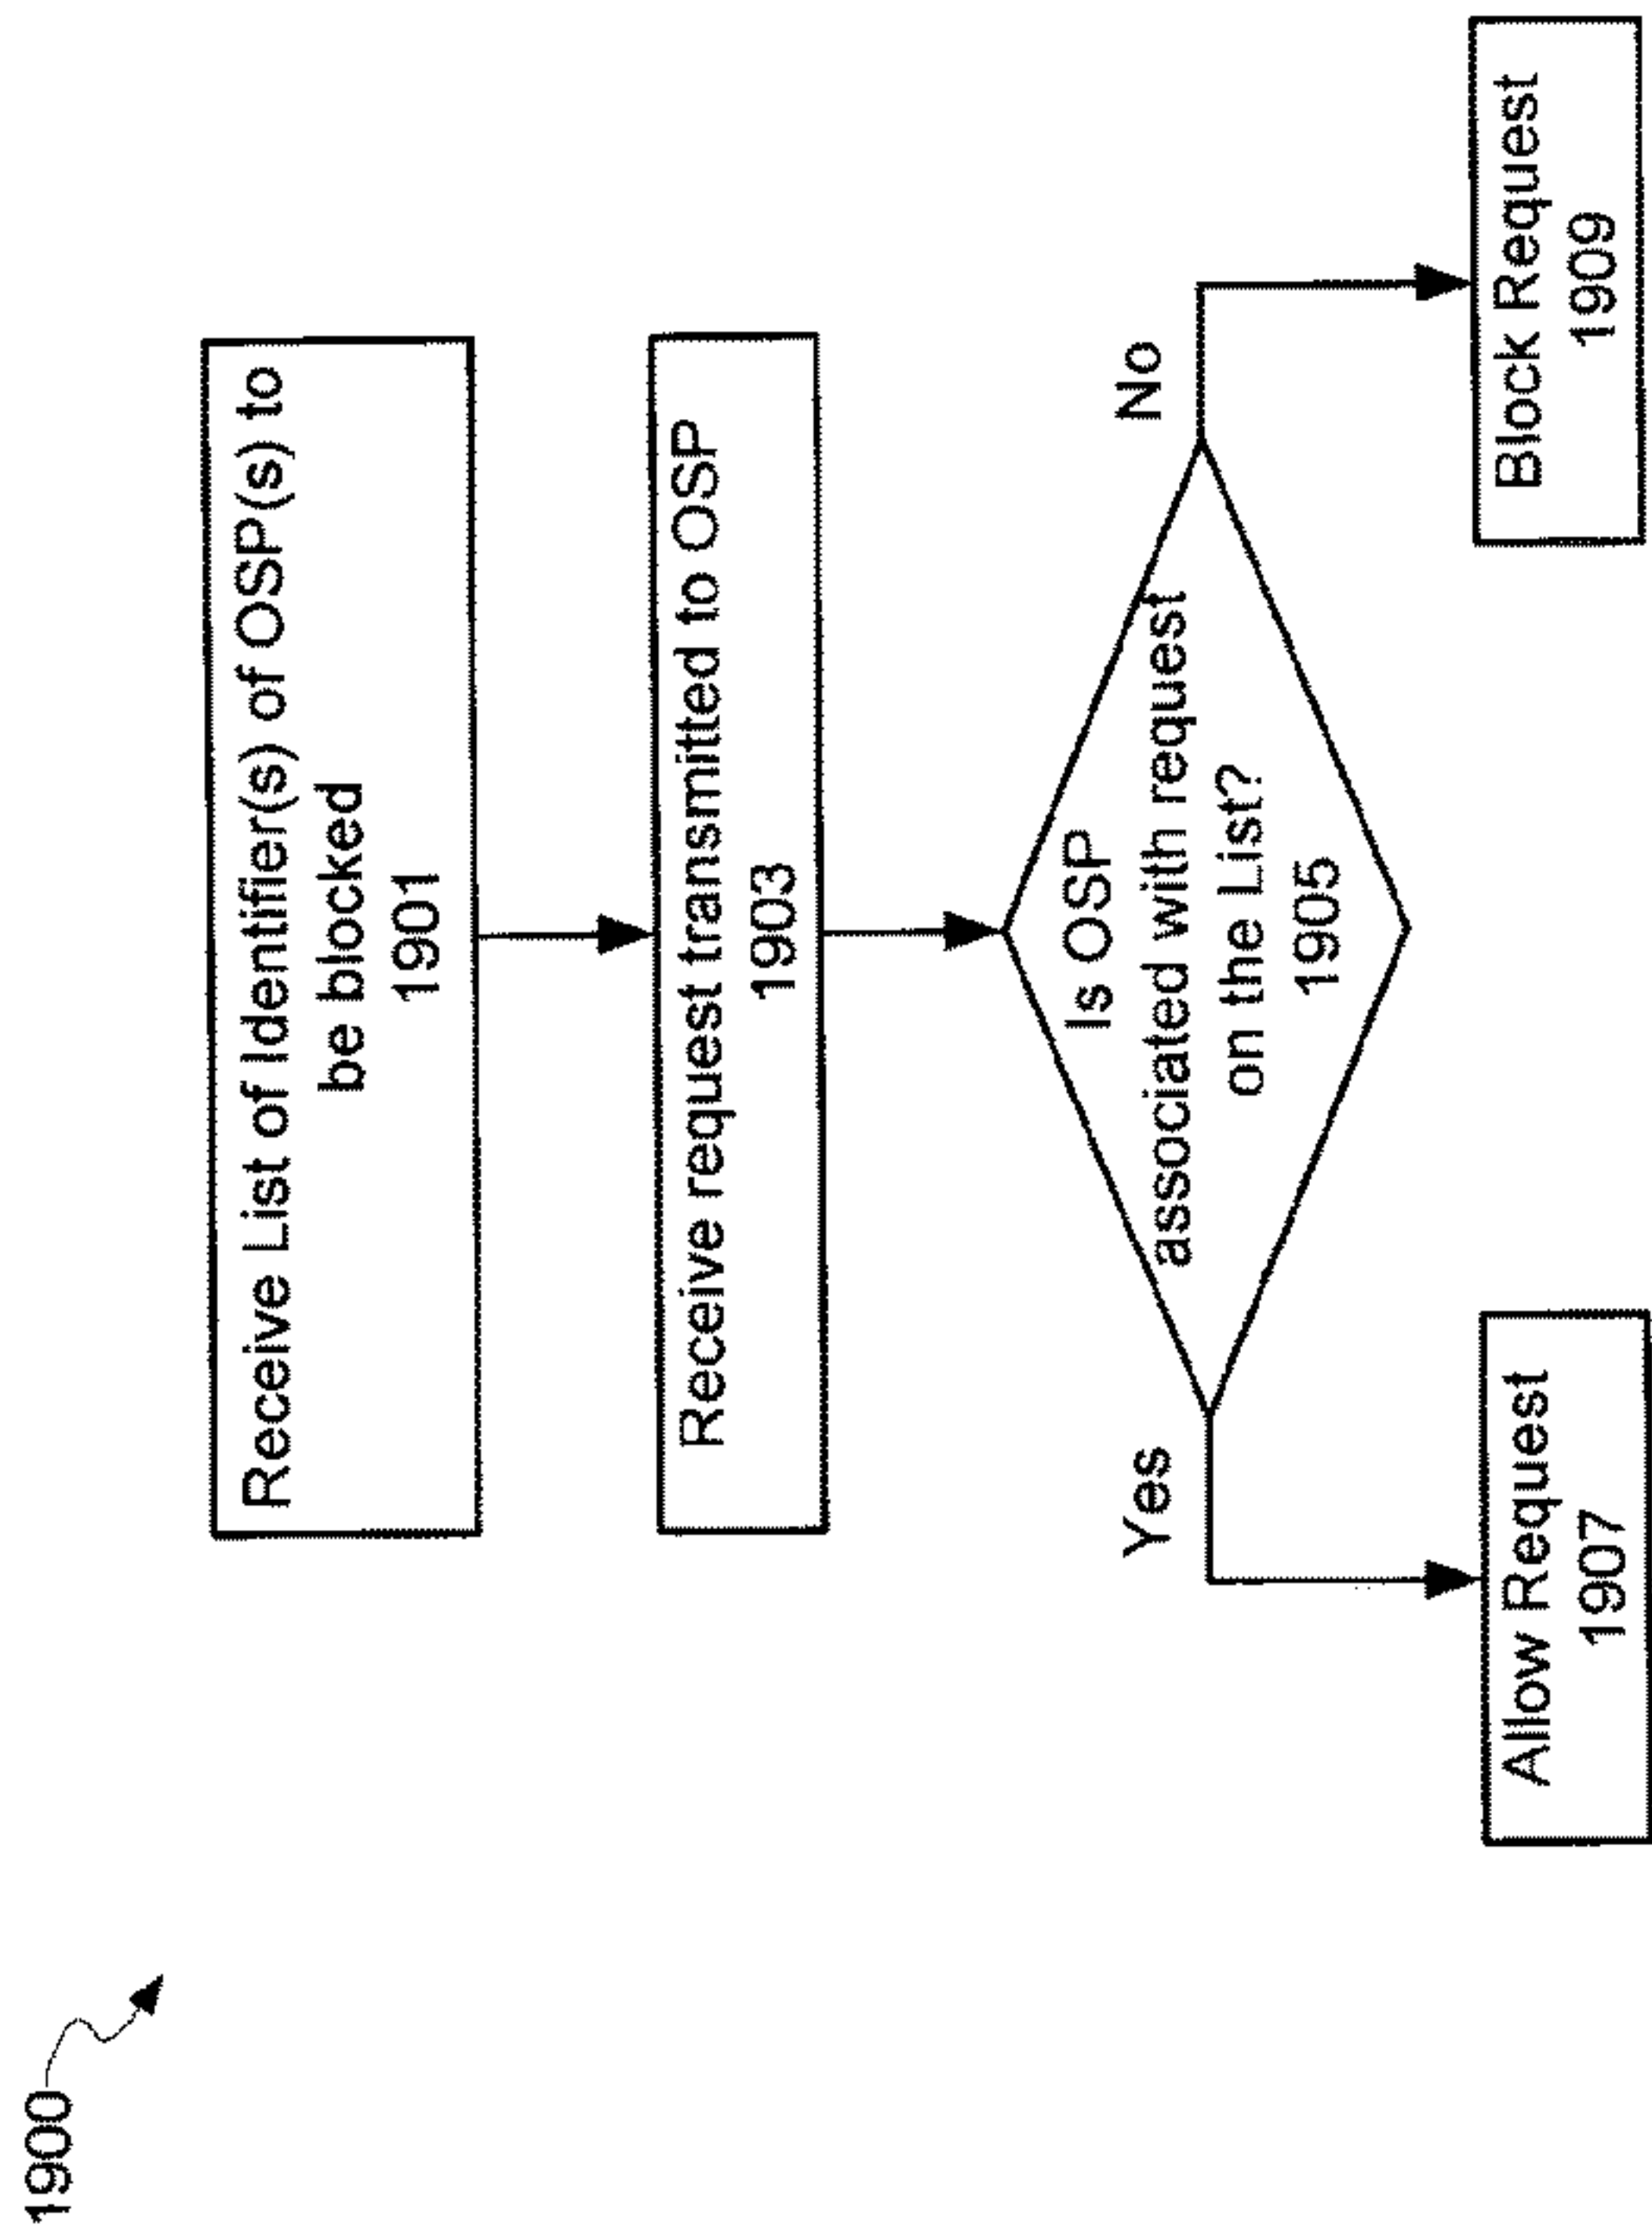 1900
Receive List of Identifier(s) of OSP(s) to
be blocked
1901
Receive request transmitted to OSP
1903
Is OSP
associated with request
on the List?
1905
Yes
No
Allow Request
1907
Block Request
1909